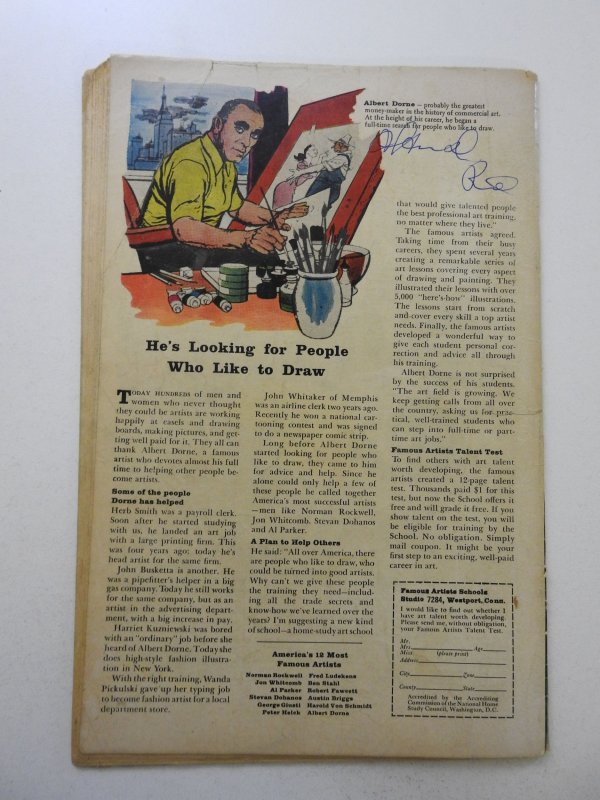 Albert Dorne — probably the greatest
money-maker in the history of commercial art.
At the height of his career, he began a
full-time search for people who like to draw.
He's Looking for People
Who Like to Draw
TODAY HUNDREDS of men and
women who never thought
they could be artists are working
happily at easels and drawing
boards, making pictures, and get-
ting well paid for it. They all can
thank Albert Dorne, a famous
artist who devotes almost his full
time to helping other people be-
come artists.
Some of the people
Dorne has helped
Herb Smith was a payroll clerk.
Soon after he started studying
with us, he landed an art job
with a large printing firm. This
was four years ago; today he's
head artist for the same firm.
John Busketta is another. He
was a pipefitter's helper in a big
gas company. Today he still works
for the same company, but as an
artist in the advertising depart-
ment, with a big increase in pay.
Harriet Kuzniewski was bored
with an "ordinary" job before she
heard of Albert Dorne. Today she
does high-style fashion illustra-
tion in New York.
With the right training, Wanda
Pickulski gave up her typing job
to become fashion artist for a local
department store.
John Whitaker of Memphis
was an airline clerk two years ago.
Recently he won a national car-
tooning contest and was signed
to do a newspaper comic strip.
Long before Albert Dorne
started looking for people who
like to draw, they came to him
for advice and help. Since he
alone could only help a few of
these people he called together
America's most successful artists
—men like Norman Rockwell,
Jon Whitcomb, Stevan Dohanos
and Al Parker.
A Plan to Help Others
He said: "All over America, there
are people who like to draw, who
could be turned into good artists.
Why can't we give these people
the training they need—includ-
ing all the trade secrets and
know-how we've learned over the
years? I'm suggesting a new kind
of school—a home-study art school
that would give talented people
the best professional art training,
no matter where they live."
The famous artists agreed.
Taking time from their busy
careers, they spent several years
creating a remarkable series of
art lessons covering every aspect
of drawing and painting. They
illustrated their lessons with over
5,000 "here's-how" illustrations.
The lessons start from scratch
and cover every skill a top artist
needs. Finally, the famous artists
developed a wonderful way to
give each student personal cor-
rection and advice all through
his training.
Albert Dorne is not surprised
by the success of his students.
"The art field is growing. We
keep getting calls from all over
the country, asking us for prac-
tical, well-trained students who
can step into full-time or part-
time art jobs."
Famous Artists Talent Test
To find others with art talent
worth developing, the famous
artists created a 12-page talent
test. Thousands paid $1 for this
test, but now the School offers it
free and will grade it free. If you
show talent on the test, you will
be eligible for training by the
School. No obligation. Simply
mail coupon. It might be your
first step to an exciting, well-paid
career in art.
America's 12 Most
Famous Artists
Norman Rockwell Fred Ludekens
Jon Whitcomb Ben Stahl
Al Parker Robert Fawcett
Stevan Dohanos Austin Briggs
George Giusti Harold Von Schmidt
Peter Helck Albert Dorne
Famous Artists Schools
Studio 7284, Westport, Conn.
I would like to find out whether I
have art talent worth developing.
Please send me, without obligation,
your Famous Artists Talent Test.
Mr.
Mrs. Age
Miss (please print)
Address
City Zone
County State
Accredited by the Accrediting
Commission of the National Home
Study Council, Washington, D.C.